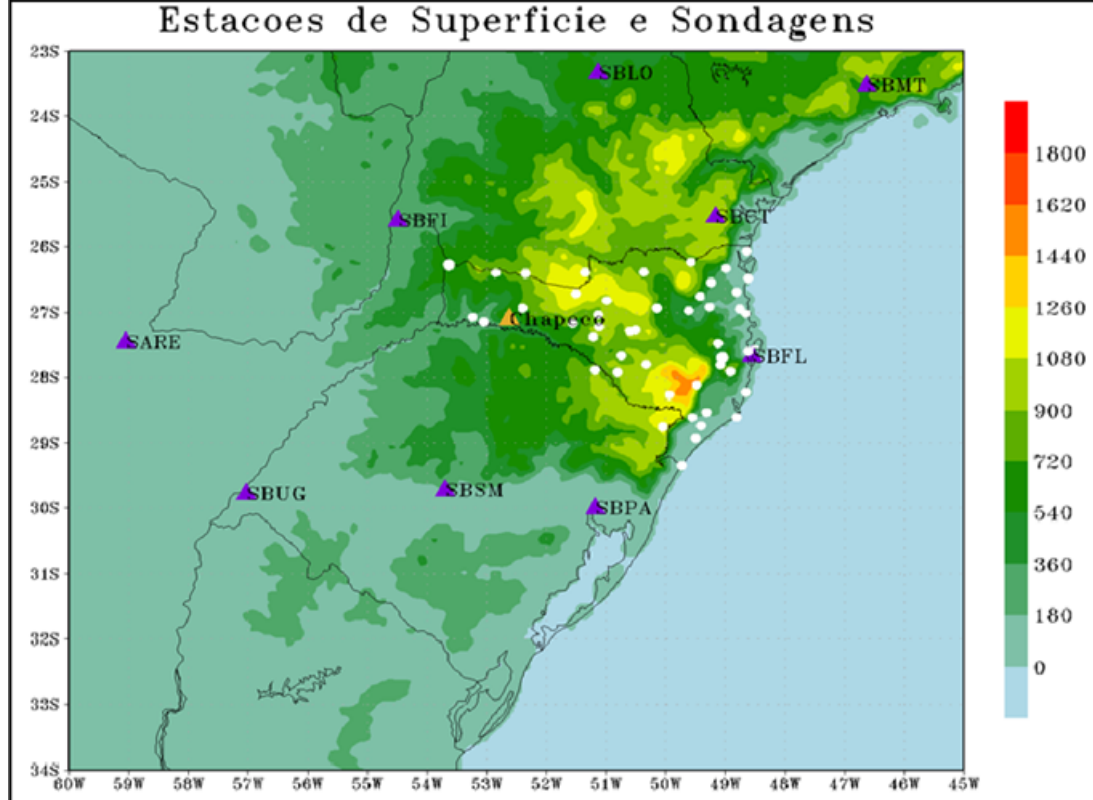 Estacoes de Superficie e Sondagens
23S
24S
25S
26S
27S
28S
29S
30S
31S
32S
33S
34S
60W 59W 58W 57W 56W 55W 54W 53W 52W 51W 50W 49W 48W 47W 46W 45W
SBLO
SBMT
SBFI
SBCT
Chapeco
SARE
SBFL
SBUG
SBSM
SBPA
1800
1620
1440
1260
1080
900
720
540
360
180
0